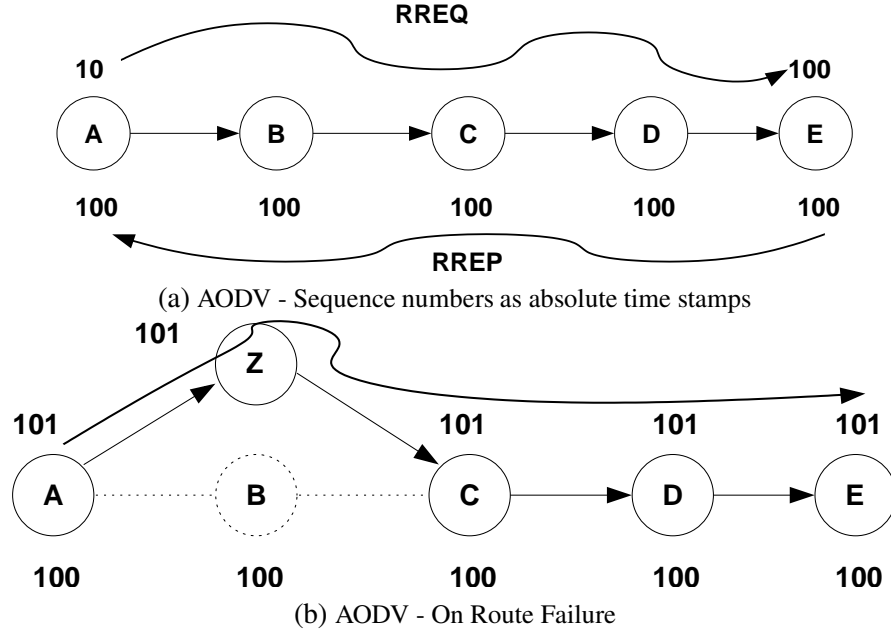 RREQ
10 100
A B C D E
100 100 100 100 100
RREP
(a) AODV - Sequence numbers as absolute time stamps
101
Z
101 101 101 101
A B C D E
100 100 100 100 100
(b) AODV - On Route Failure